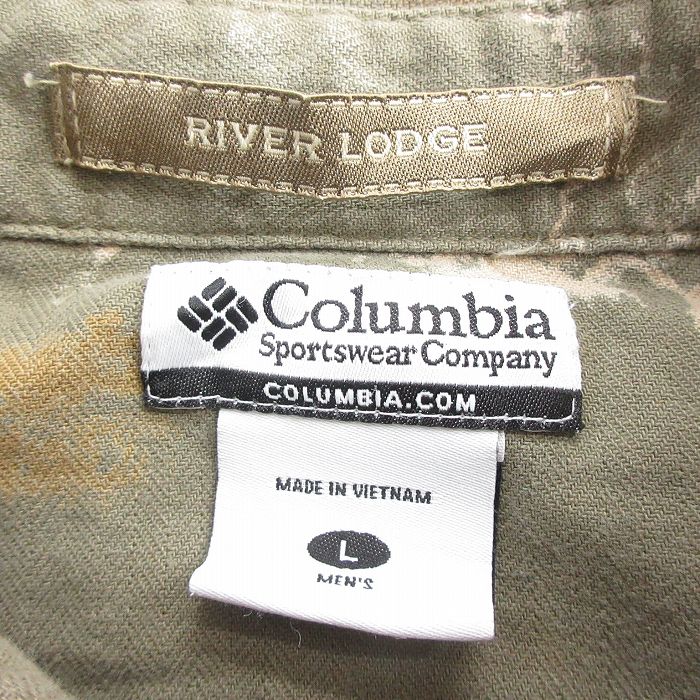 RIVER LODGE
Columbia
Sportswear Company
COLUMBIA.COM
MADE IN VIETNAM
L
MEN'S